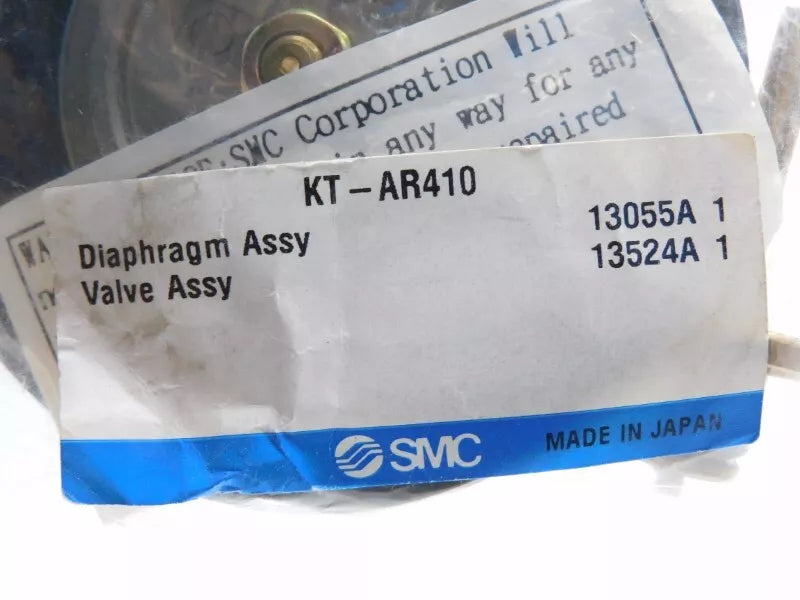 SMC Corporation Will
any way for any
KT-AR410
Diaphragm Assy 13055A 1
Valve Assy 13524A 1
SMC MADE IN JAPAN